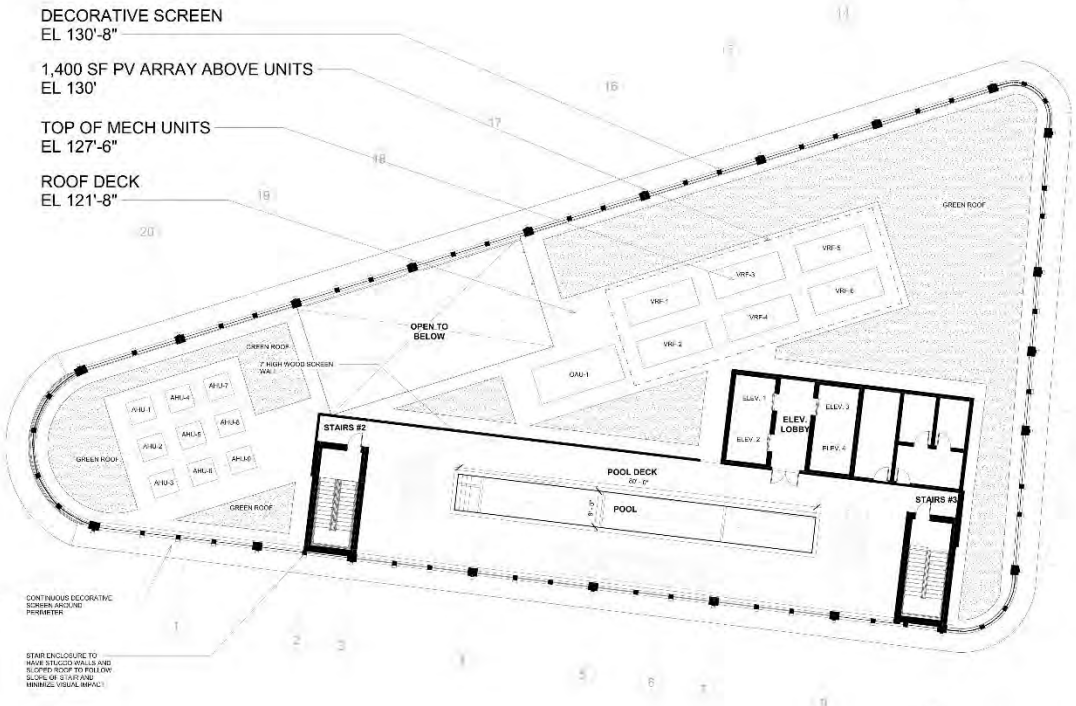 DECORATIVE SCREEN
EL 130'-8"
1,400 SF PV ARRAY ABOVE UNITS
EL 130'
TOP OF MECH UNITS
EL 127'-6"
ROOF DECK
EL 121'-8"
16
17
18
19
20
GREEN ROOF
VRF-5
VRF-3
VRF-1
VRF-6
VRF-4
VRF-2
OAU-1
OPEN TO
BELOW
7' HIGH WOOD SCREEN
WALL
GREEN ROOF
AHU-7
AHU-4
AHU-1
AHU-8
AHU-5
AHU-2
AHU-9
AHU-6
AHU-3
GREEN ROOF
GREEN ROOF
ELEV. 1
ELEV. 3
ELEV.
LOBBY
ELEV. 2
ELEV. 4
STAIRS #2
POOL DECK
80' - 0"
POOL
STAIRS #3
CONTINUOUS DECORATIVE
SCREEN AROUND
PERIMETER
STAIR ENCLOSURE TO
HAVE STUCCO WALLS AND
SLOPED ROOF TO FOLLOW
SLOPE OF STAIR AND
MINIMIZE VISUAL IMPACT
1
2
3
5
6
7